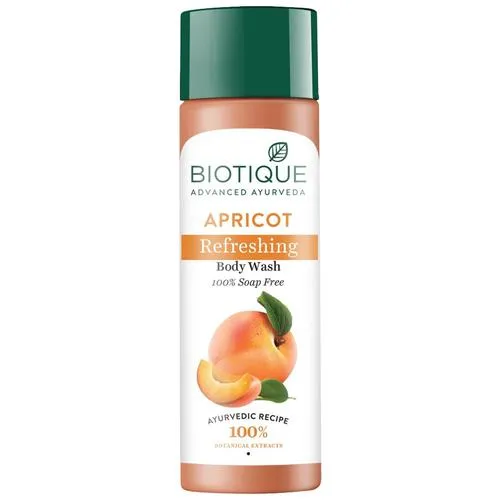 BIOTIQUE
ADVANCED AYURVEDA
APRICOT
Refreshing
Body Wash
100% Soap Free
AYURVEDIC RECIPE
100%
BOTANICAL EXTRACTS